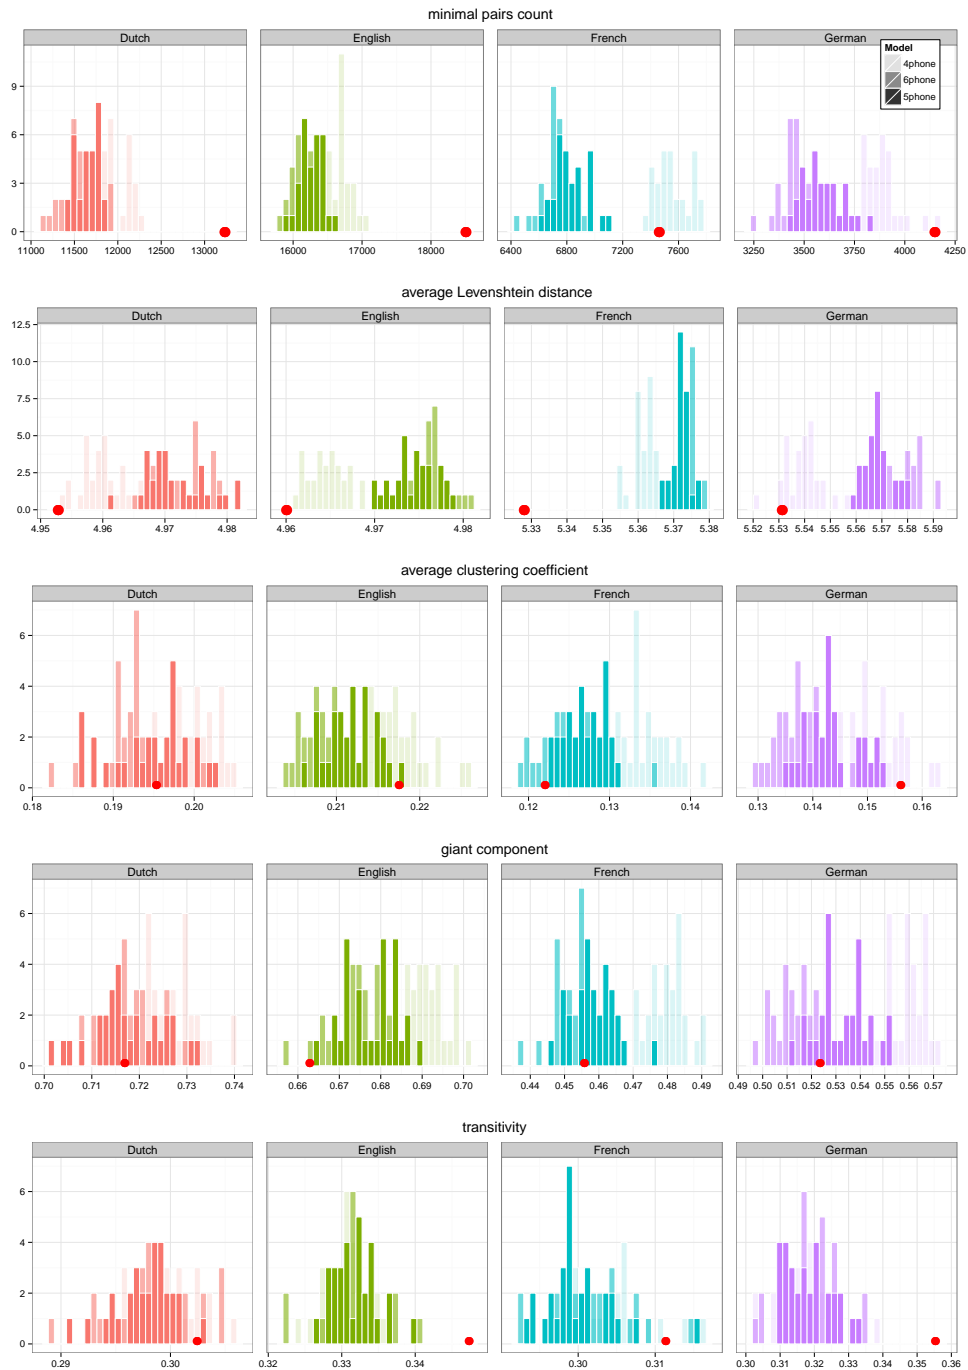 minimal pairs count
Dutch English French German
Model
4phone
6phone
5phone
9
6
3
0
11000 11500 12000 12500 13000 16000 17000 18000 6400 6800 7200 7600 3250 3500 3750 4000 4250
average Levenshtein distance
Dutch English French German
12.5
10.0
7.5
5.0
2.5
0.0
4.95 4.96 4.97 4.98 4.96 4.97 4.98 5.33 5.34 5.35 5.36 5.37 5.38 5.52 5.53 5.54 5.55 5.56 5.57 5.58 5.59
average clustering coefficient
Dutch English French German
6
4
2
0
0.18 0.19 0.20 0.21 0.22 0.12 0.13 0.14 0.13 0.14 0.15 0.16
giant component
Dutch English French German
6
4
2
0
0.70 0.71 0.72 0.73 0.74 0.66 0.67 0.68 0.69 0.70 0.44 0.45 0.46 0.47 0.48 0.49 0.49 0.50 0.51 0.52 0.53 0.54 0.55 0.56 0.57
transitivity
Dutch English French German
6
4
2
0
0.29 0.30 0.32 0.33 0.34 0.30 0.31 0.30 0.31 0.32 0.33 0.34 0.35 0.36